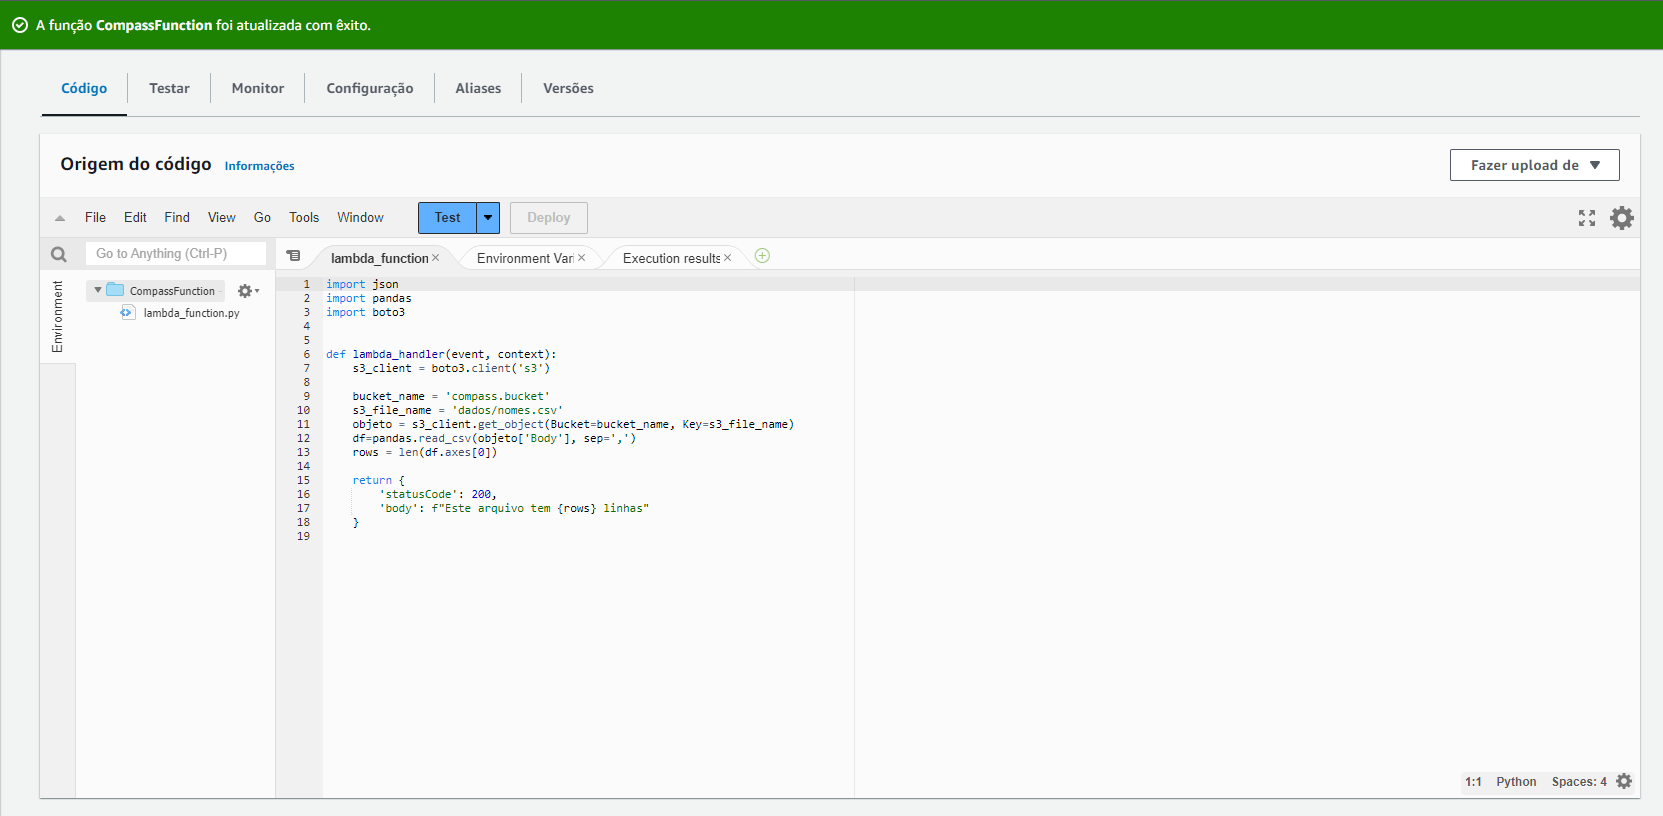 A função CompassFunction foi atualizada com êxito.
Código
Testar
Monitor
Configuração
Aliases
Versões
Origem do código
Informações
Fazer upload de
File Edit Find View Go Tools Window
Test
Deploy
Go to Anything (Ctrl-P)
lambda_function
Environment Vari
Execution results
Environment
CompassFunction
lambda_function.py
1 import json
2 import pandas
3 import boto3
4
5
6 def lambda_handler(event, context):
7     s3_client = boto3.client('s3')
8
9     bucket_name = 'compass.bucket'
10     s3_file_name = 'dados/nomes.csv'
11     objeto = s3_client.get_object(Bucket=bucket_name, Key=s3_file_name)
12     df=pandas.read_csv(objeto['Body'], sep=',')
13     rows = len(df.axes[0])
14
15     return {
16         'statusCode': 200,
17         'body': f"Este arquivo tem {rows} linhas"
18     }
19
1:1 Python Spaces: 4